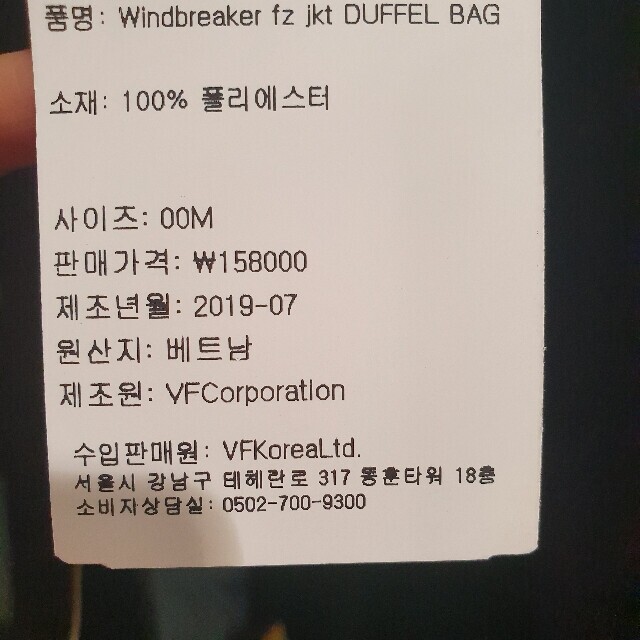 품명: Windbreaker fz jkt DUFFEL BAG
소재: 100% 폴리에스터
사이즈: 00M
판매가격: ₩158000
제조년월: 2019-07
원산지: 베트남
제조원: VFCorporation
수입판매원: VFKoreaLtd.
서울시 강남구 테헤란로 317 동훈타워 18층
소비자상담실: 0502-700-9300